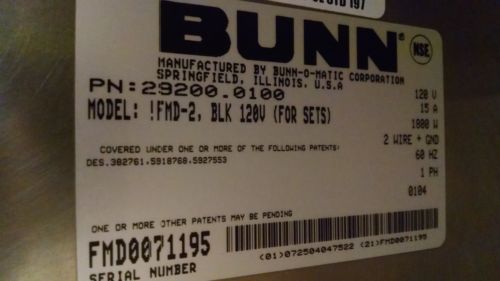 BUNN®
NSF
MANUFACTURED BY BUNN-O-MATIC CORPORATION
SPRINGFIELD, ILLINOIS, U.S.A
PN:29200.0100
MODEL: !FMD-2, BLK 120V (FOR SETS)
120 V
15 A
1800 W
2 WIRE + GND
60 HZ
1 PH
0104
COVERED UNDER ONE OR MORE OF THE FOLLOWING PATENTS:
DES.382761.5918768.5927553
ONE OR MORE OTHER PATENTS MAY BE PENDING
FMD0071195
SERIAL NUMBER
(01)072504047522 (21)FMD0071195